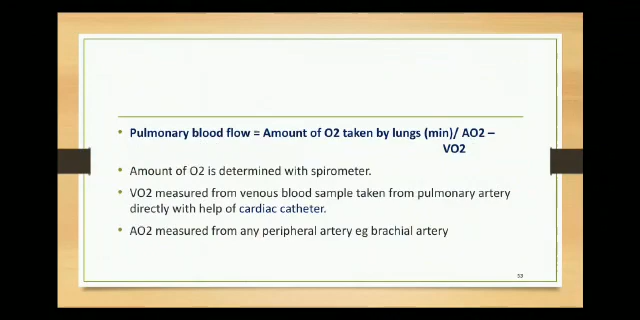 • Pulmonary blood flow = Amount of O2 taken by lungs (min)/ AO2 –
VO2
• Amount of O2 is determined with spirometer.
• VO2 measured from venous blood sample taken from pulmonary artery
directly with help of cardiac catheter.
• AO2 measured from any peripheral artery eg brachial artery
33